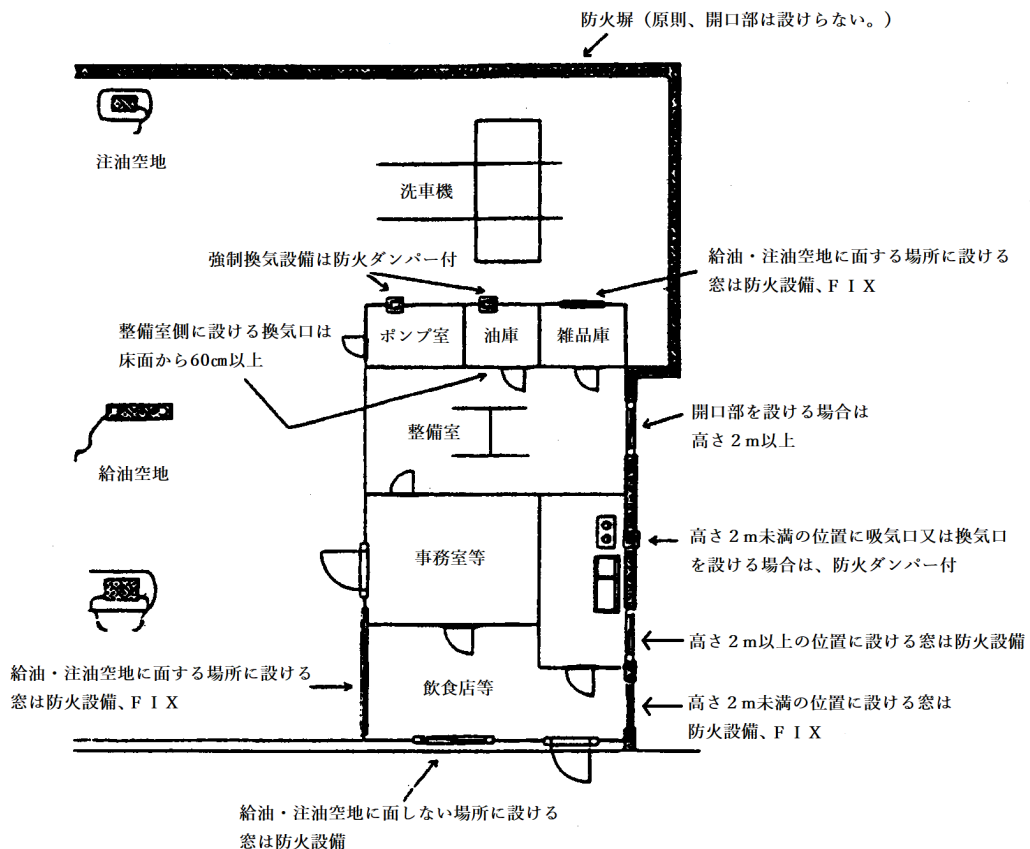 防火塀（原則、開口部は設けらない。）
注油空地
洗車機
強制換気設備は防火ダンパー付
給油・注油空地に面する場所に設ける
窓は防火設備、ＦＩＸ
整備室側に設ける換気口は
床面から60㎝以上
ポンプ室
油庫
雑品庫
開口部を設ける場合は
高さ２ｍ以上
整備室
給油空地
高さ２ｍ未満の位置に吸気口又は換気口
を設ける場合は、防火ダンパー付
事務室等
高さ２ｍ以上の位置に設ける窓は防火設備
給油・注油空地に面する場所に設ける
窓は防火設備、ＦＩＸ
飲食店等
高さ２ｍ未満の位置に設ける窓は
防火設備、ＦＩＸ
給油・注油空地に面しない場所に設ける
窓は防火設備